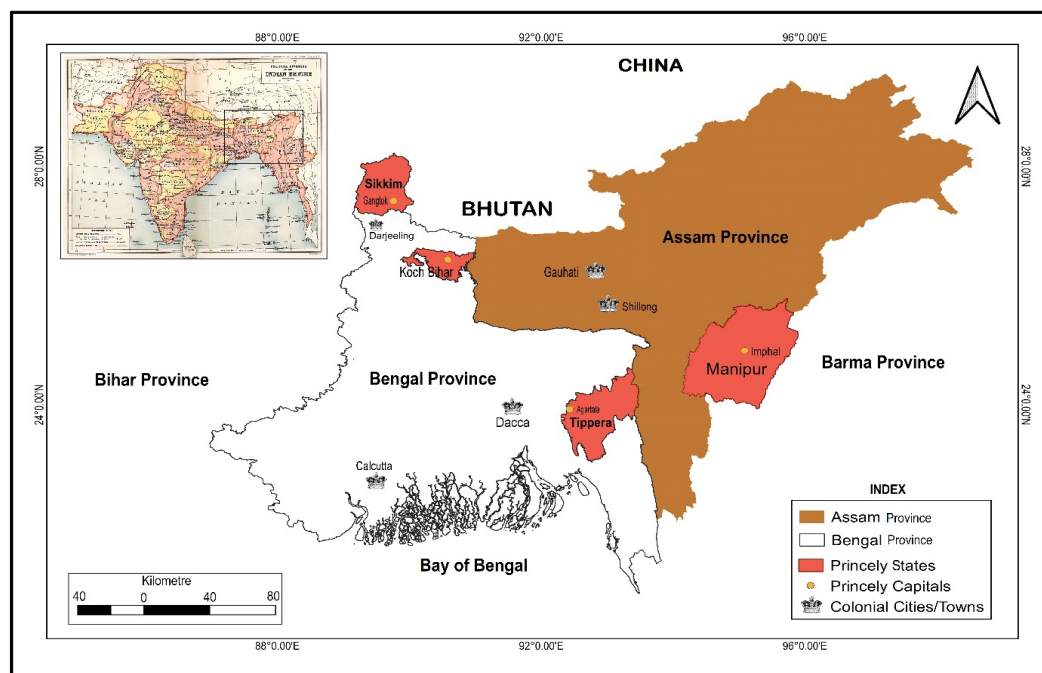 88°0.00'E 92°0.00'E 96°0.00'E
CHINA
INDIAN EMPIRE
28°0.00'N
28°0.00'N
Sikkim
Gangtok
BHUTAN
Darjeeling
Assam Province
Koch Bihar
Gauhati
Shillong
Imphal
Manipur
Barma Province
Bihar Province
Bengal Province
24°0.00'N
24°0.00'N
Agartala
Tippera
Dacca
Calcutta
Bay of Bengal
INDEX
Assam Province
Bengal Province
Princely States
Princely Capitals
Colonial Cities/Towns
Kilometre
40 0 40 80
88°0.00'E 92°0.00'E 96°0.00'E